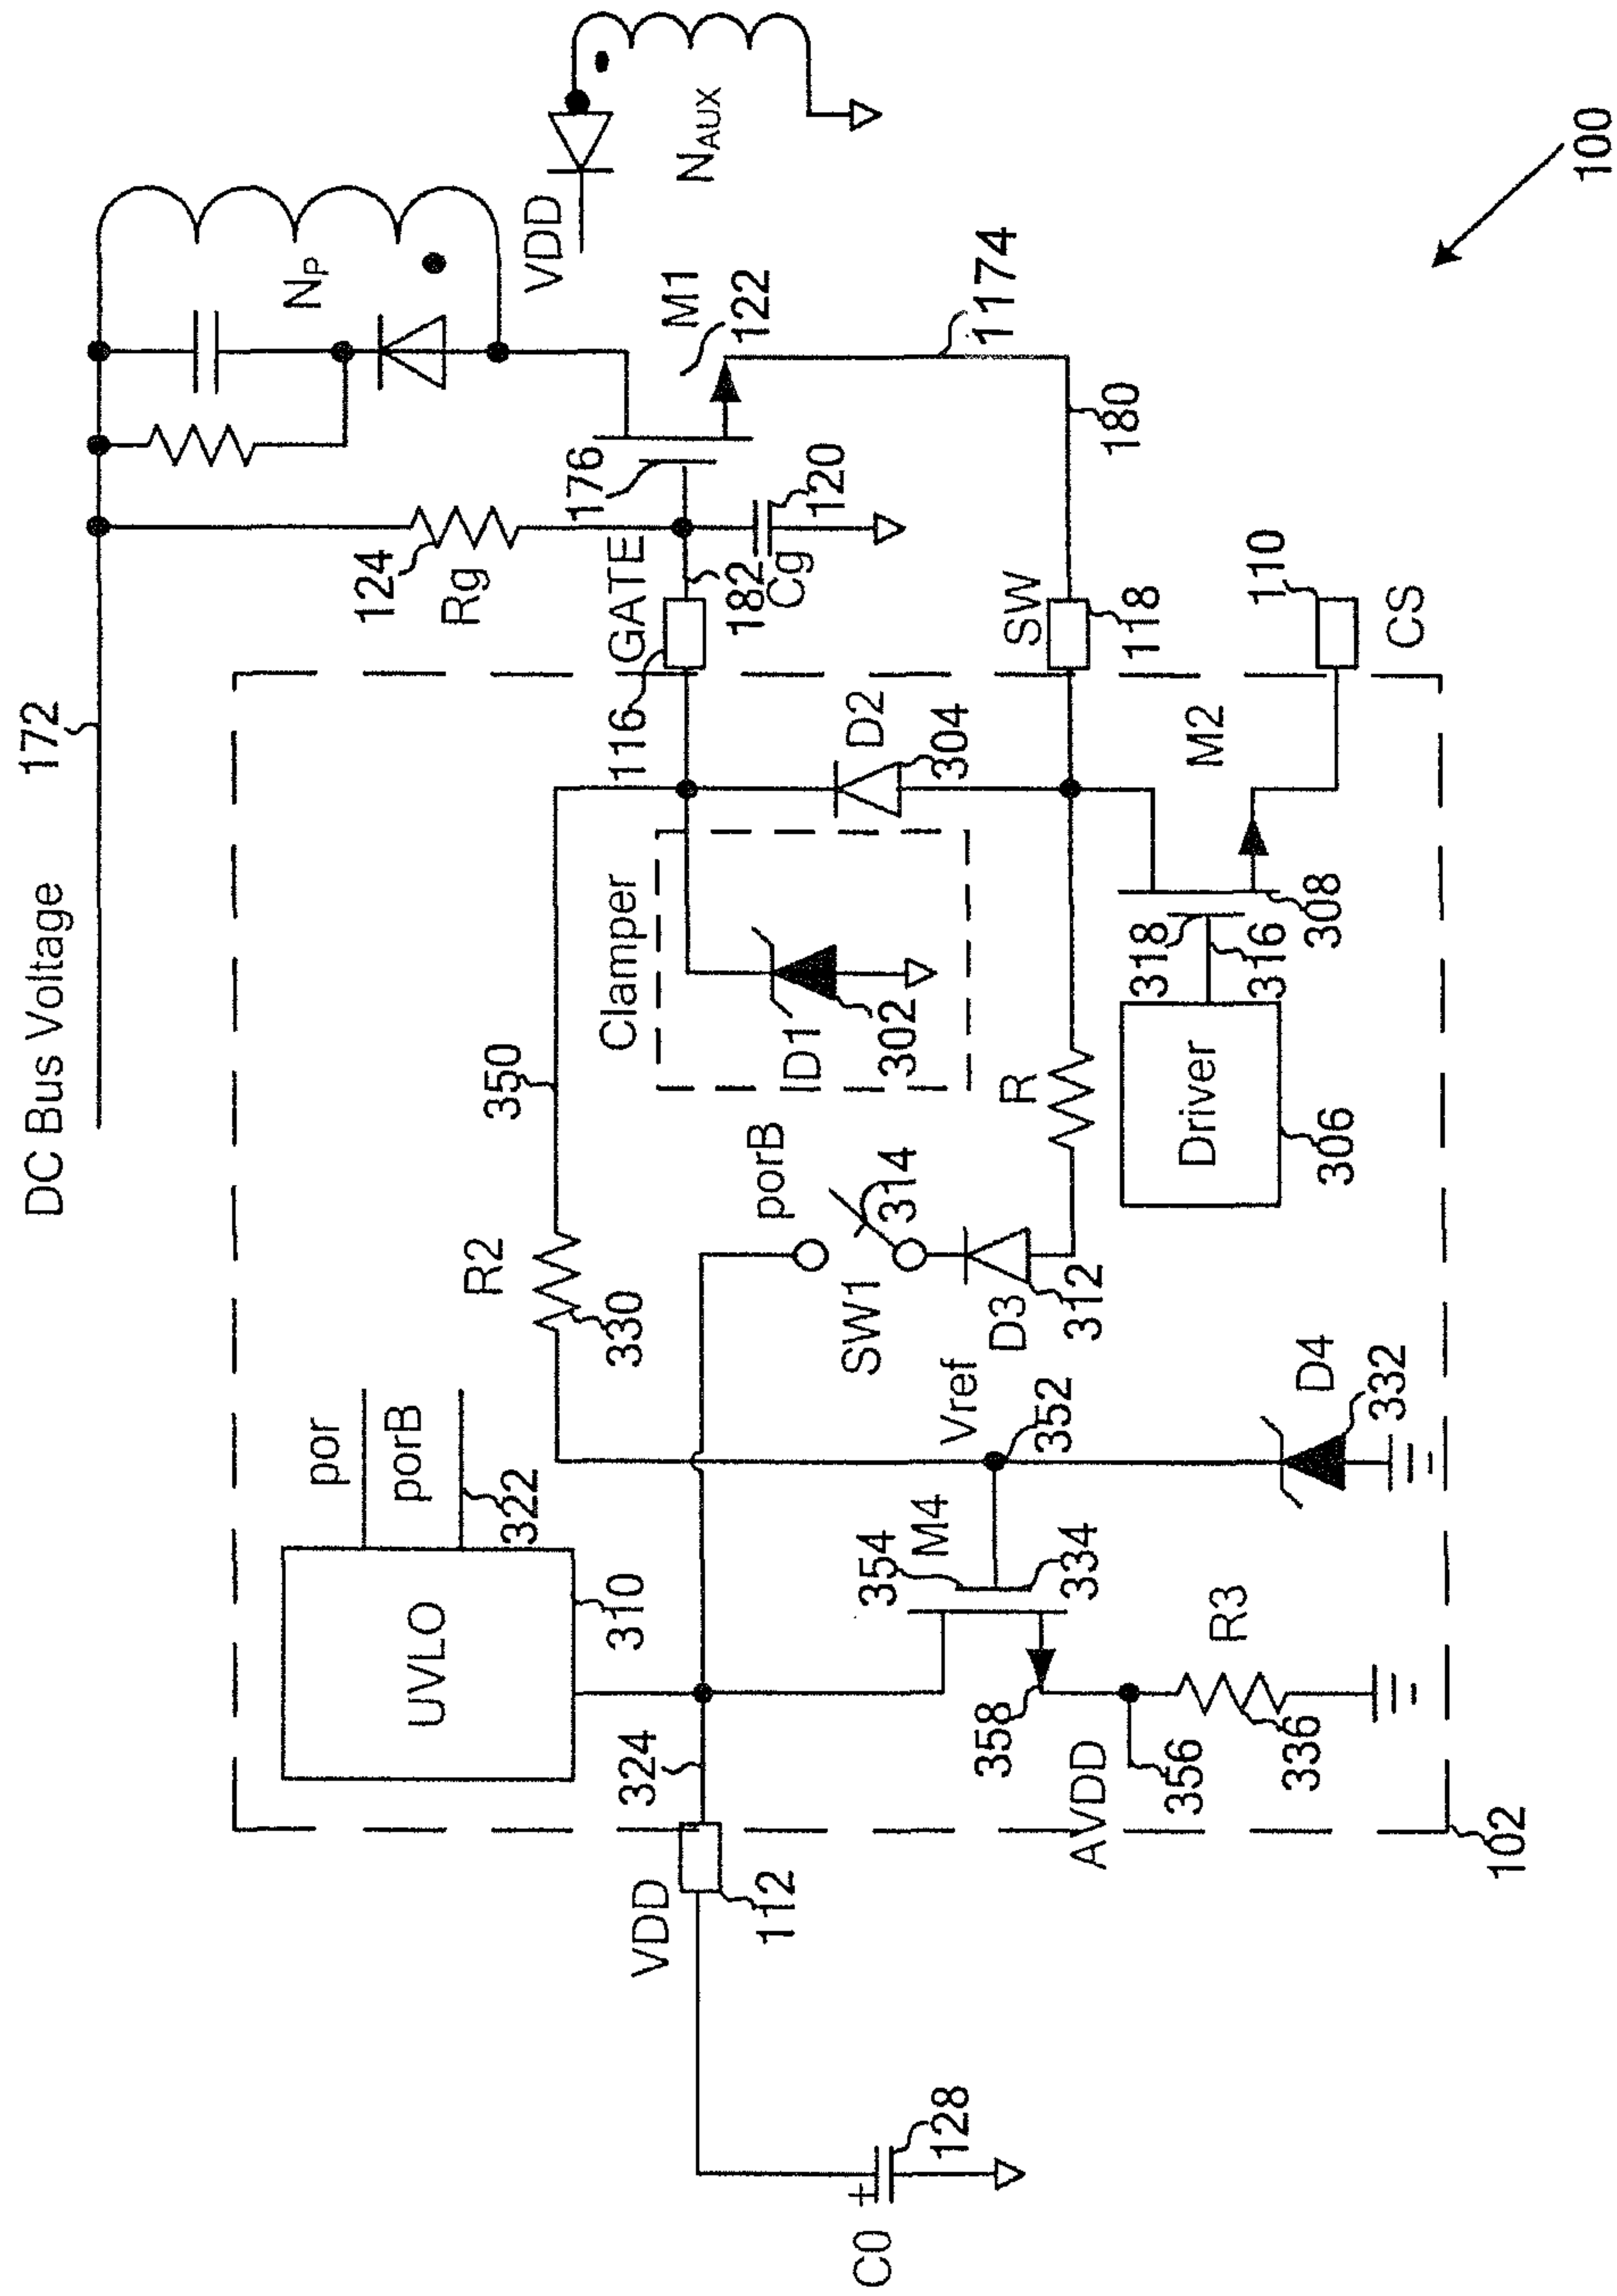 DC Bus Voltage
172
124
Rg
NP
VDD
NAUX
M1
122
176
GATE
116
182
Cg
120
1174
180
SW
118
110
CS
D2
304
M2
Clamper
ID1
302
318
316
308
Driver
306
R
350
R2
330
porB
SW1
314
D3
312
por
porB
322
UVLO
310
Vref
352
D4
332
354
M4
334
358
R3
336
356
AVDD
324
VDD
112
102
C0
±
128
100